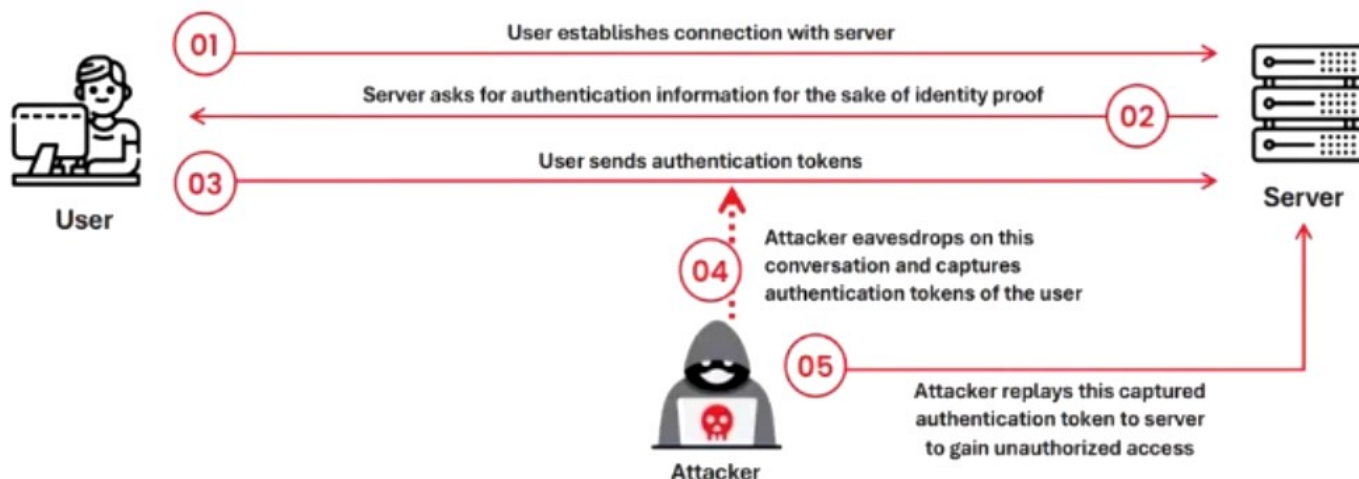 01
User establishes connection with server
Server asks for authentication information for the sake of identity proof
02
03
User sends authentication tokens
User
Server
04
Attacker eavesdrops on this
conversation and captures
authentication tokens of the user
05
Attacker replays this captured
authentication token to server
to gain unauthorized access
Attacker